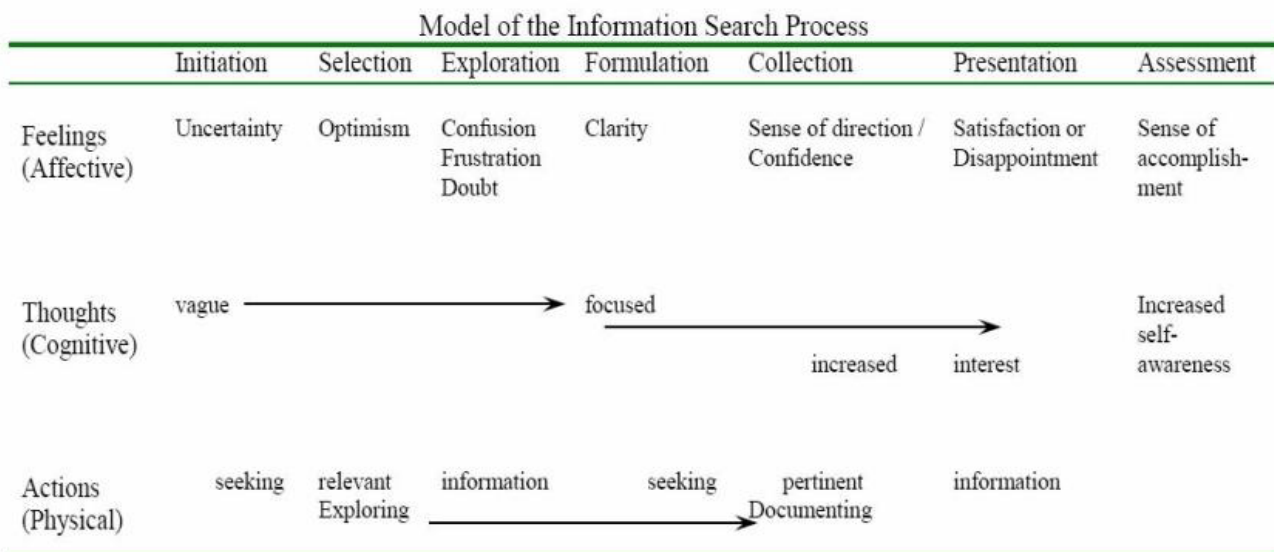 Model of the Information Search Process
Initiation Selection Exploration Formulation Collection Presentation Assessment
Feelings (Affective)
Uncertainty
Optimism
Confusion
Frustration
Doubt
Clarity
Sense of direction /
Confidence
Satisfaction or
Disappointment
Sense of
accomplish-
ment
Thoughts
(Cognitive)
vague
focused
increased interest
Increased
self-
awareness
Actions
(Physical)
seeking relevant information seeking pertinent information
Exploring Documenting